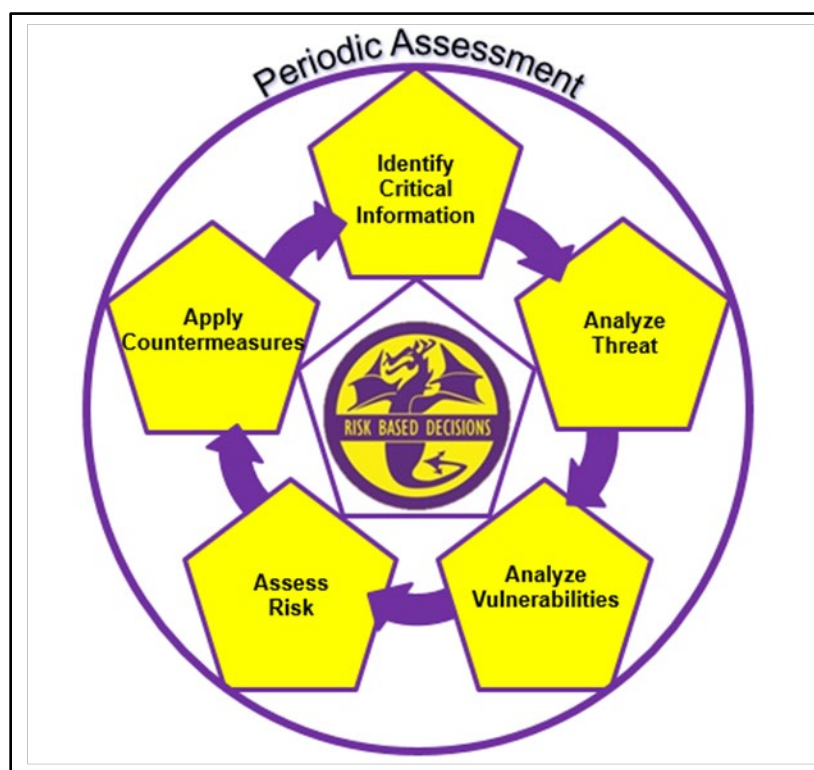 Periodic Assessment
Identify
Critical
Information
Analyze
Threat
Analyze
Vulnerabilities
Assess
Risk
Apply
Countermeasures
RISK BASED DECISIONS